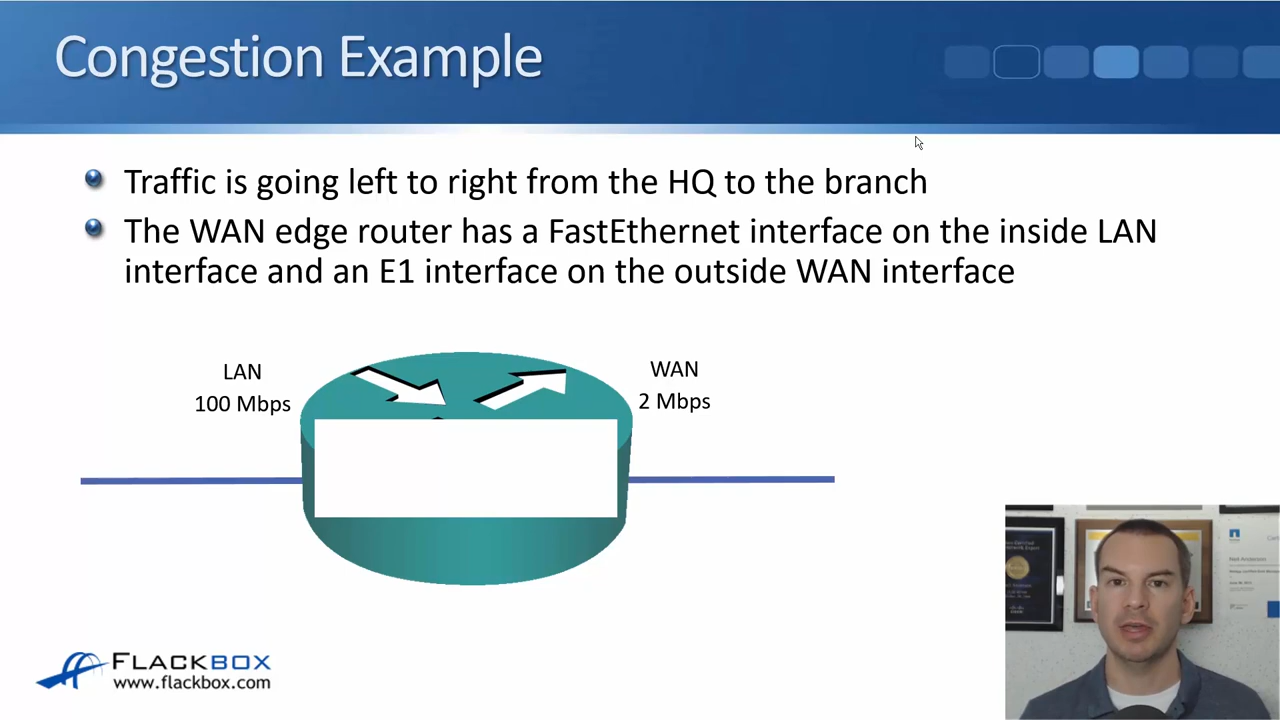 Congestion Example
Traffic is going left to right from the HQ to the branch
The WAN edge router has a FastEthernet interface on the inside LAN
interface and an E1 interface on the outside WAN interface
LAN
100 Mbps
WAN
2 Mbps
FLACKBOX
www.flackbox.com